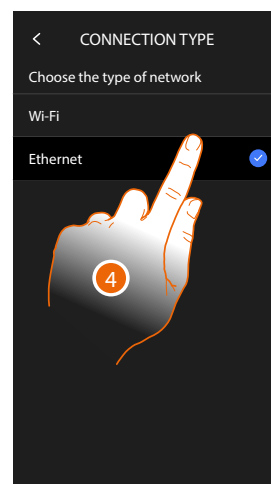 CONNECTION TYPE
Choose the type of network
Wi-Fi
Ethernet
4